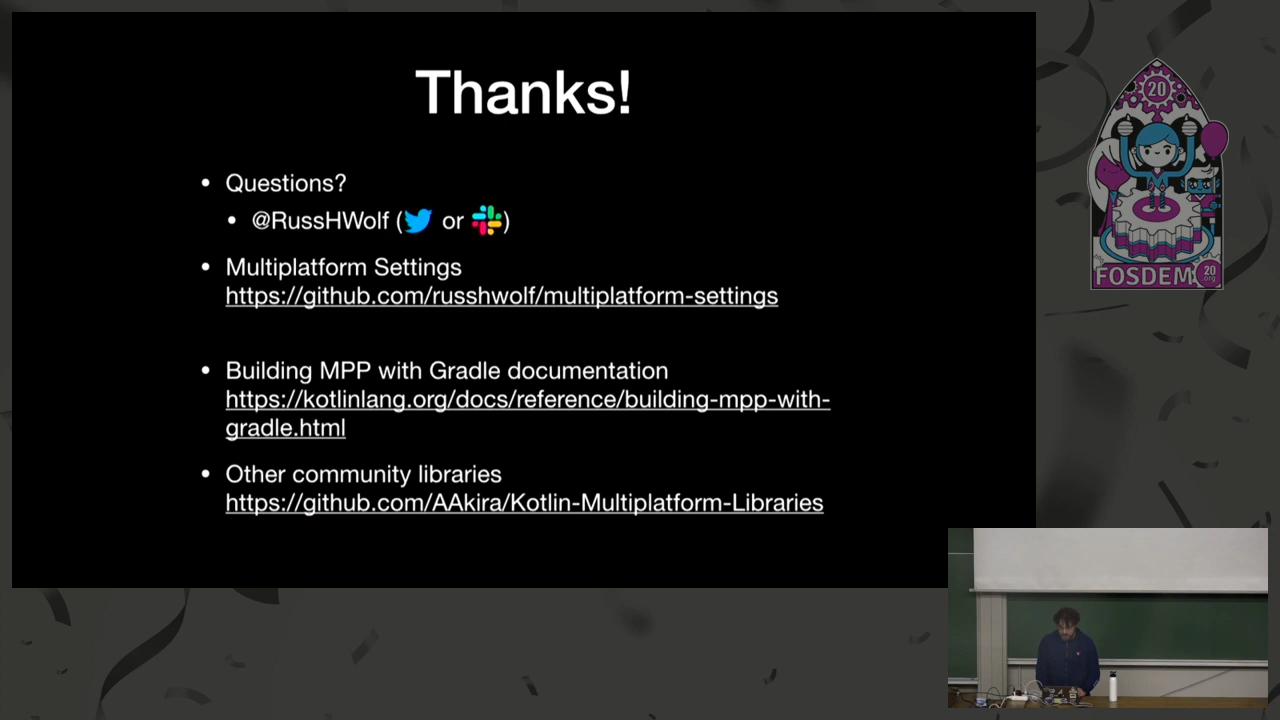 Thanks!
• Questions?
• @RussHWolf ( or )
• Multiplatform Settings
https://github.com/russhwolf/multiplatform-settings
• Building MPP with Gradle documentation
https://kotlinlang.org/docs/reference/building-mpp-with-
gradle.html
• Other community libraries
https://github.com/AAkira/Kotlin-Multiplatform-Libraries
20
FOSDEM
20
.org